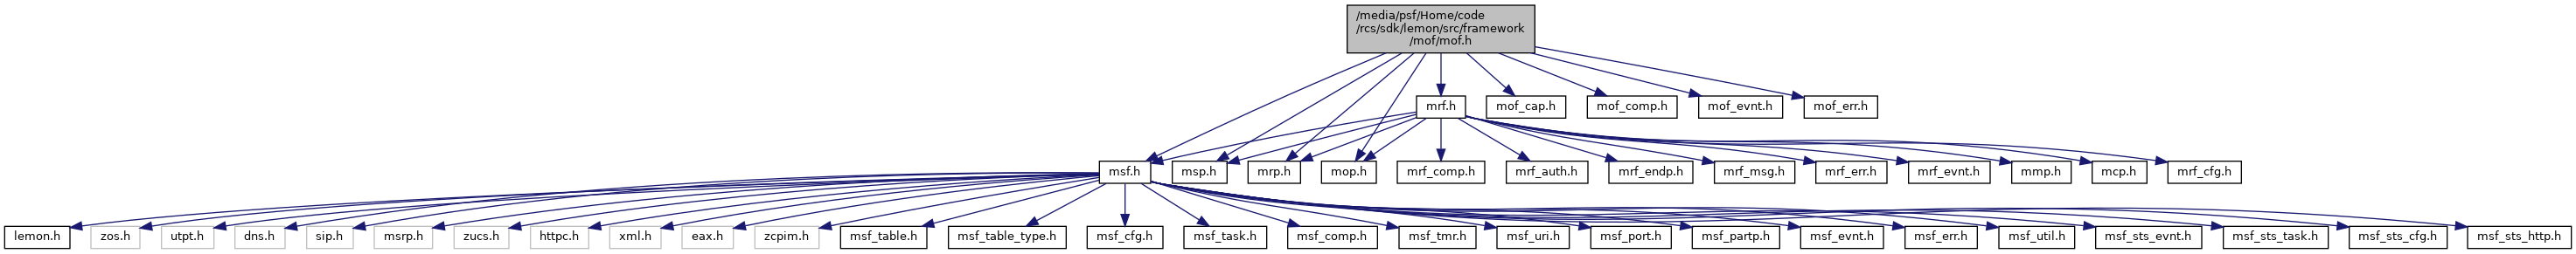 /media/psf/Home/code
/rcs/sdk/lemon/src/framework
/mof/mof.h
mrf.h
mof_cap.h
mof_comp.h
mof_evnt.h
mof_err.h
msf.h
msp.h
mrp.h
mop.h
mrf_comp.h
mrf_auth.h
mrf_endp.h
mrf_msg.h
mrf_err.h
mrf_evnt.h
mmp.h
mcp.h
mrf_cfg.h
lemon.h
zos.h
utpt.h
dns.h
sip.h
msrp.h
zucs.h
httpc.h
xml.h
eax.h
zcpim.h
msf_table.h
msf_table_type.h
msf_cfg.h
msf_task.h
msf_comp.h
msf_tmr.h
msf_uri.h
msf_port.h
msf_partp.h
msf_evnt.h
msf_err.h
msf_util.h
msf_sts_evnt.h
msf_sts_task.h
msf_sts_cfg.h
msf_sts_http.h